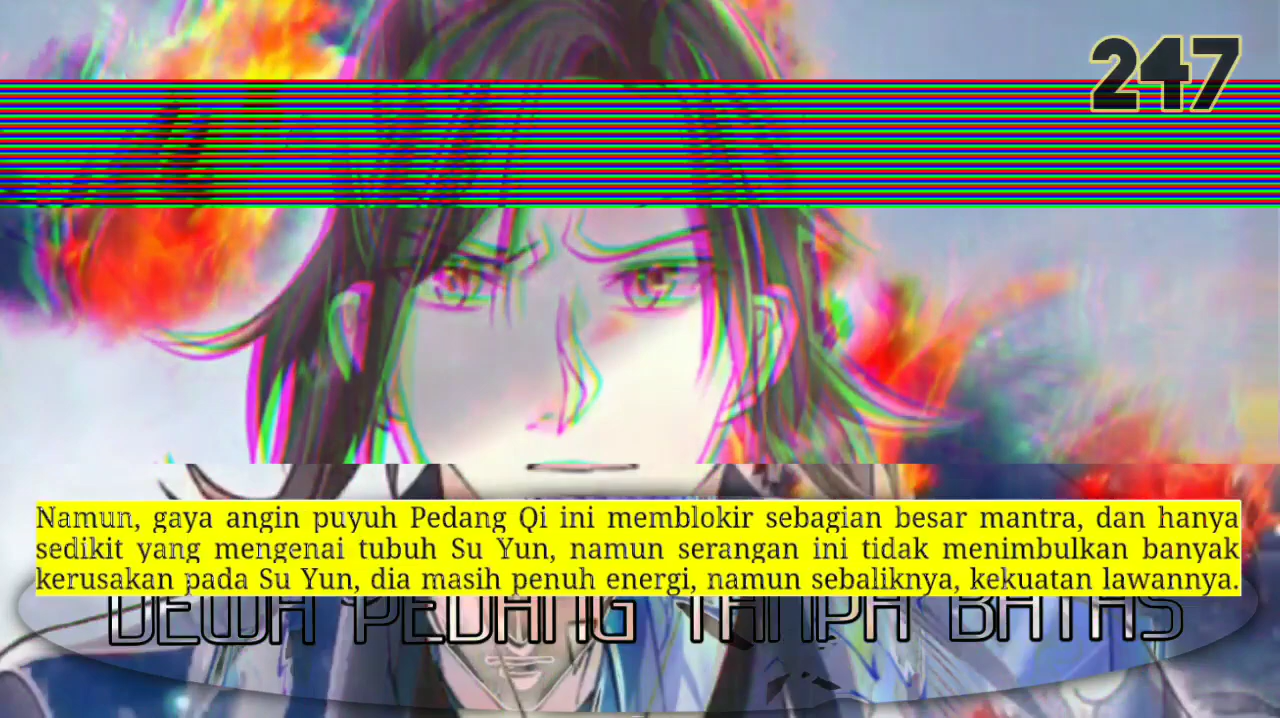 247
Namun, gaya angin puyuh Pedang Qi ini memblokir sebagian besar mantra, dan hanya
sedikit yang mengenai tubuh Su Yun, namun serangan ini tidak menimbulkan banyak
kerusakan pada Su Yun, dia masih penuh energi, namun sebaliknya, kekuatan lawannya.
DEWA PEDANG TANPA BATAS